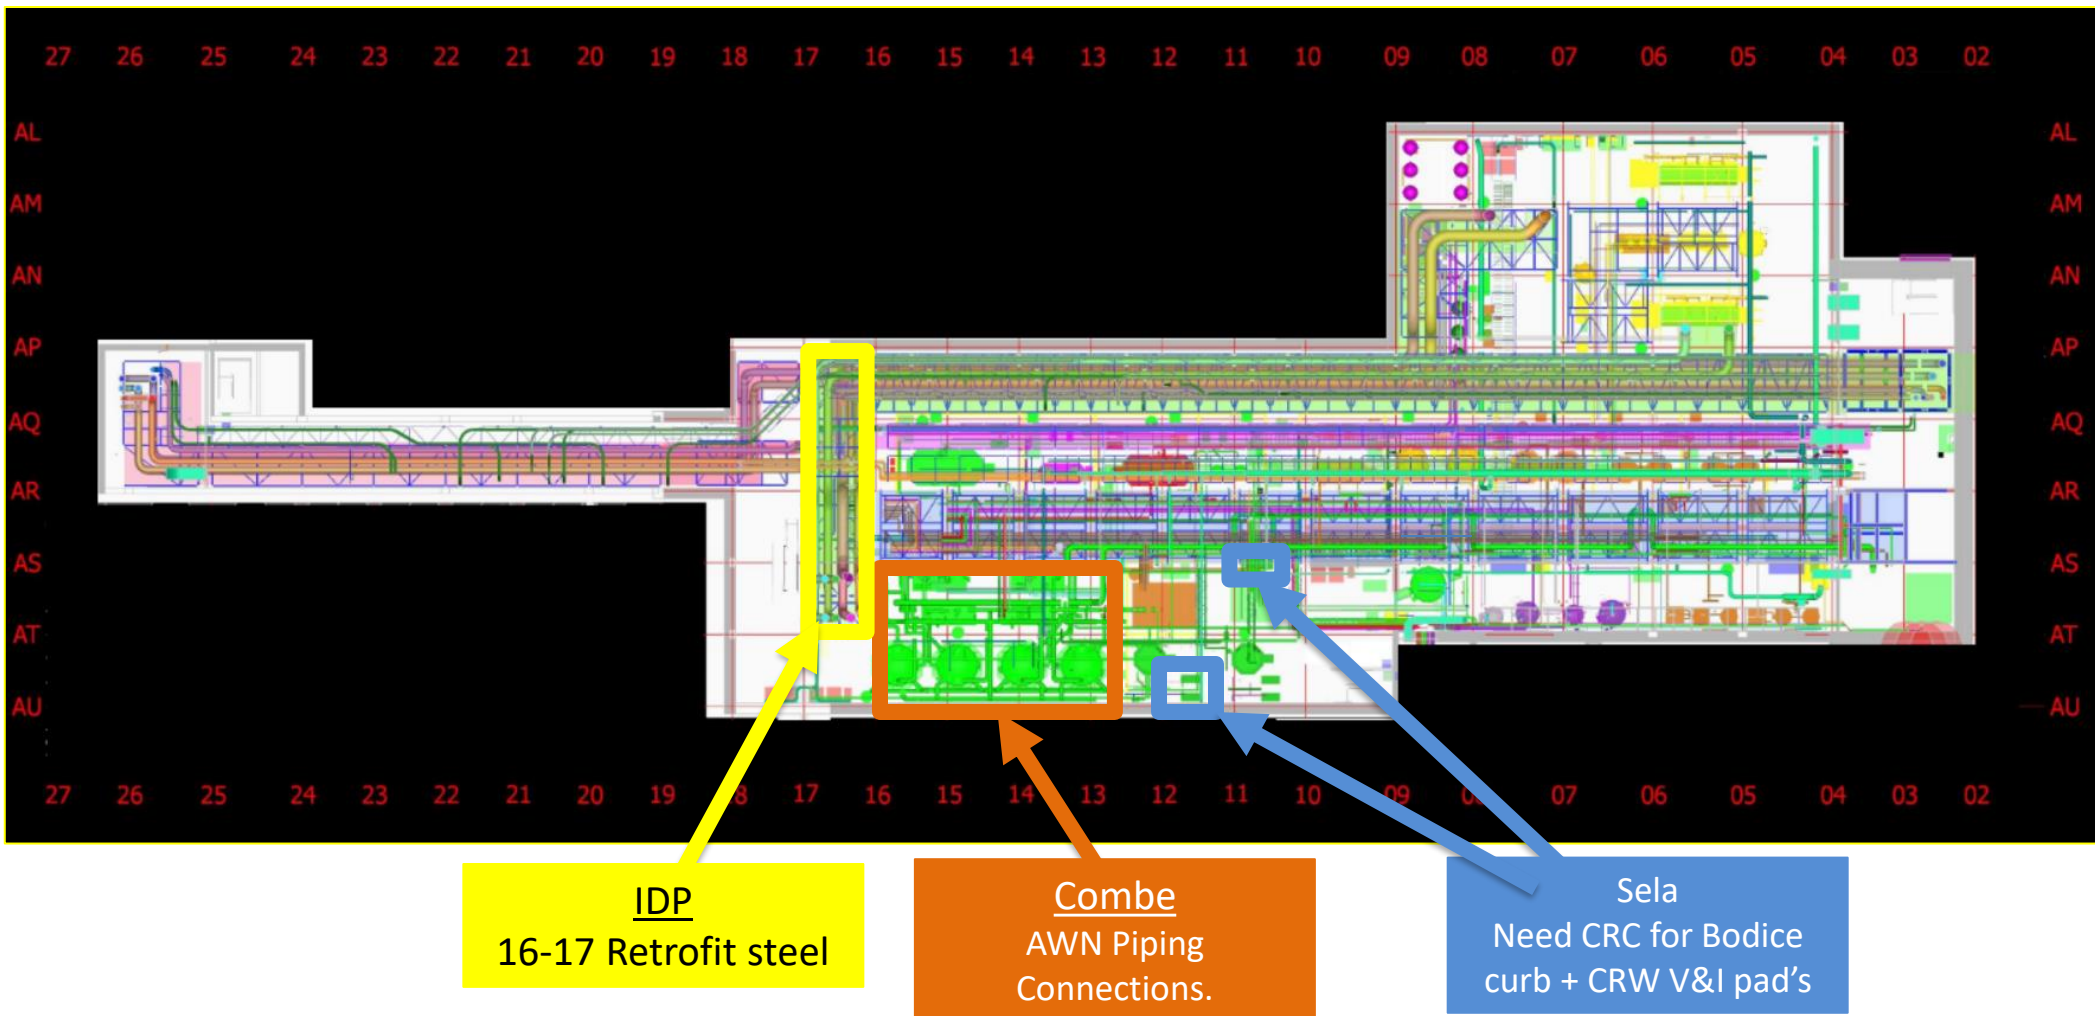 27 26 25 24 23 22 21 20 19 18 17 16 15 14 13 12 11 10 09 08 07 06 05 04 03 02
AL AL
AM AM
AN AN
AP AP
AQ AQ
AR AR
AS AS
AT AT
AU AU
27 26 25 24 23 22 21 20 19 18 17 16 15 14 13 12 11 10 09 08 07 06 05 04 03 02
IDP
16-17 Retrofit steel
Combe
AWN Piping
Connections.
Sela
Need CRC for Bodice
curb + CRW V&I pad's